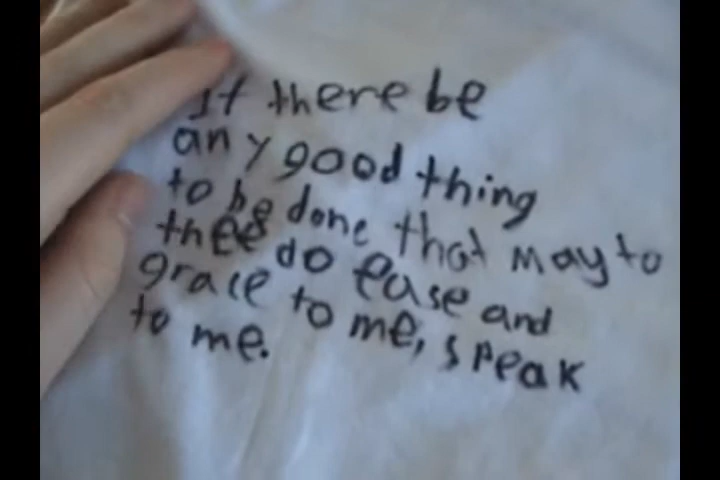 If there be
any good thing
to be done that may to
thee do ease and
grace to me, speak
to me.